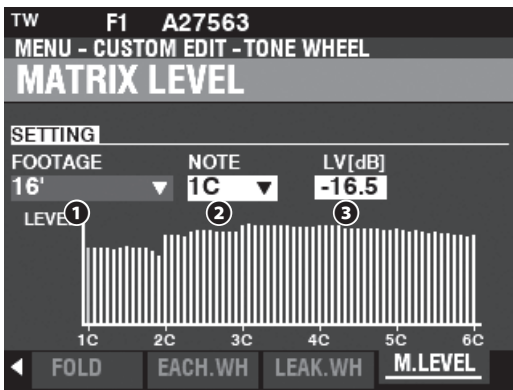 TW F1 A27563
MENU - CUSTOM EDIT - TONE WHEEL
MATRIX LEVEL
SETTING
FOOTAGE NOTE LV[dB]
16' ▼ 1C ▼ -16.5
LEVEL 1 2 3
1C 2C 3C 4C 5C 6C
◀ FOLD EACH.WH LEAK.WH M.LEVEL